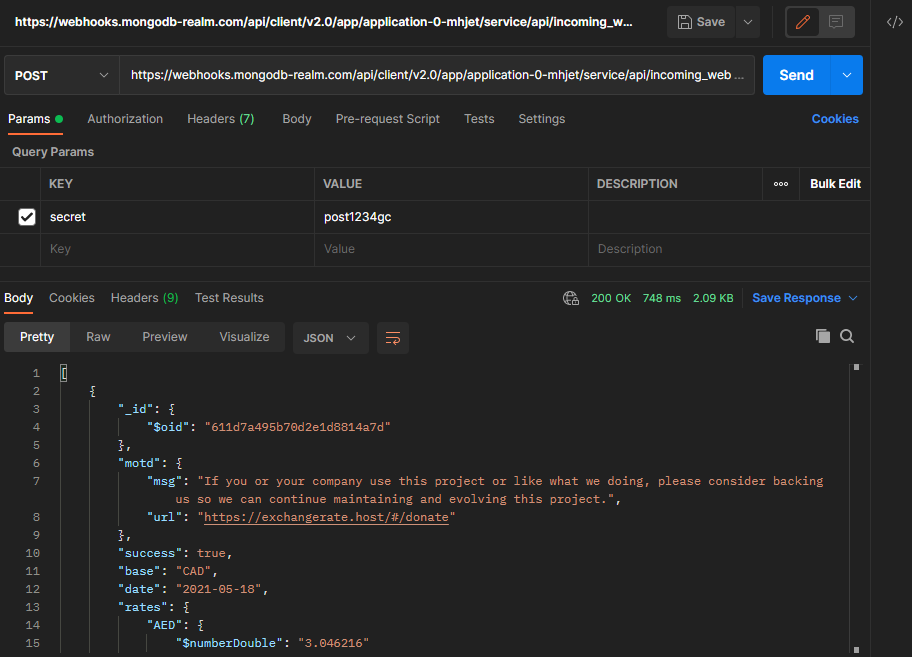 https://webhooks.mongodb-realm.com/api/client/v2.0/app/application-0-mhjet/service/api/incoming_w...
Save
</>
POST
https://webhooks.mongodb-realm.com/api/client/v2.0/app/application-0-mhjet/service/api/incoming_web ...
Send
Params Authorization Headers (7) Body Pre-request Script Tests Settings Cookies
Query Params
KEY VALUE DESCRIPTION ooo Bulk Edit
secret post1234gc
Key Value Description
Body Cookies Headers (9) Test Results 200 OK 748 ms 2.09 KB Save Response
Pretty Raw Preview Visualize JSON
1 [
2 {
3 "_id": {
4 "$oid": "611d7a495b70d2e1d8814a7d"
5 },
6 "motd": {
7 "msg": "If you or your company use this project or like what we doing, please consider backing
us so we can continue maintaining and evolving this project.",
8 "url": "https://exchangerate.host/#/donate"
9 },
10 "success": true,
11 "base": "CAD",
12 "date": "2021-05-18",
13 "rates": {
14 "AED": {
15 "$numberDouble": "3.046216"